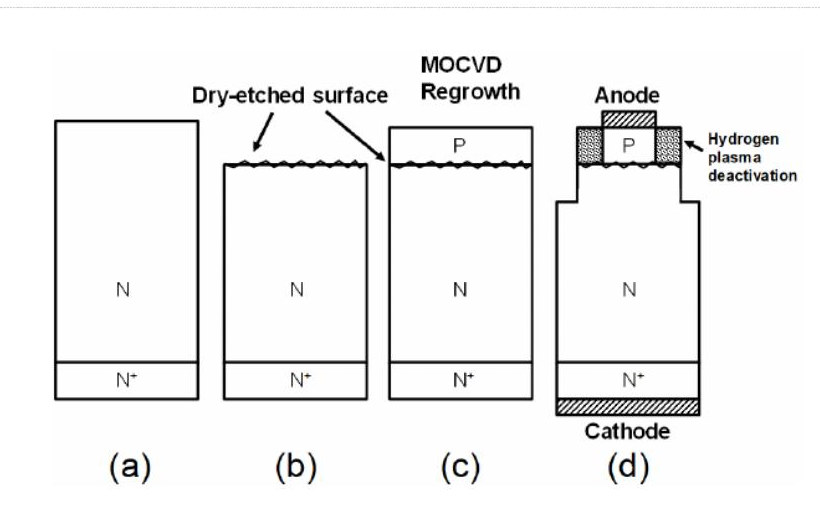 Dry-etched surface
MOCVD
Regrowth
Anode
P
P
Hydrogen
plasma
deactivation
N
N
N
N
N⁺
N⁺
N⁺
N⁺
Cathode
(a)
(b)
(c)
(d)